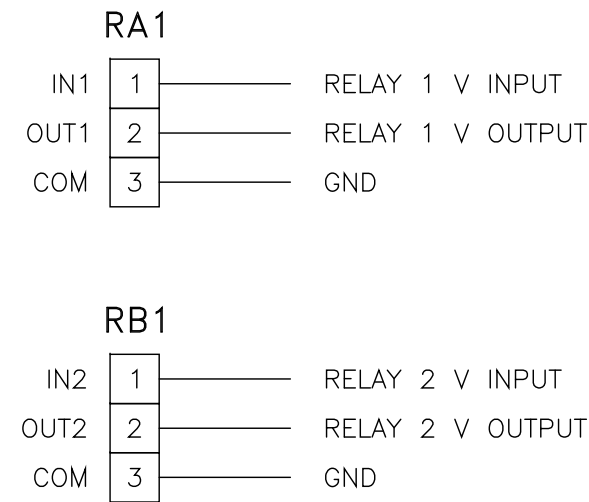 RA1
IN1 1 RELAY 1 V INPUT
OUT1 2 RELAY 1 V OUTPUT
COM 3 GND
RB1
IN2 1 RELAY 2 V INPUT
OUT2 2 RELAY 2 V OUTPUT
COM 3 GND